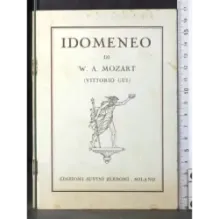 IDOMENEO
DI
W. A. MOZART
(VITTORIO GUI)
EDIZIONI SUVINI ZERBONI - MILANO